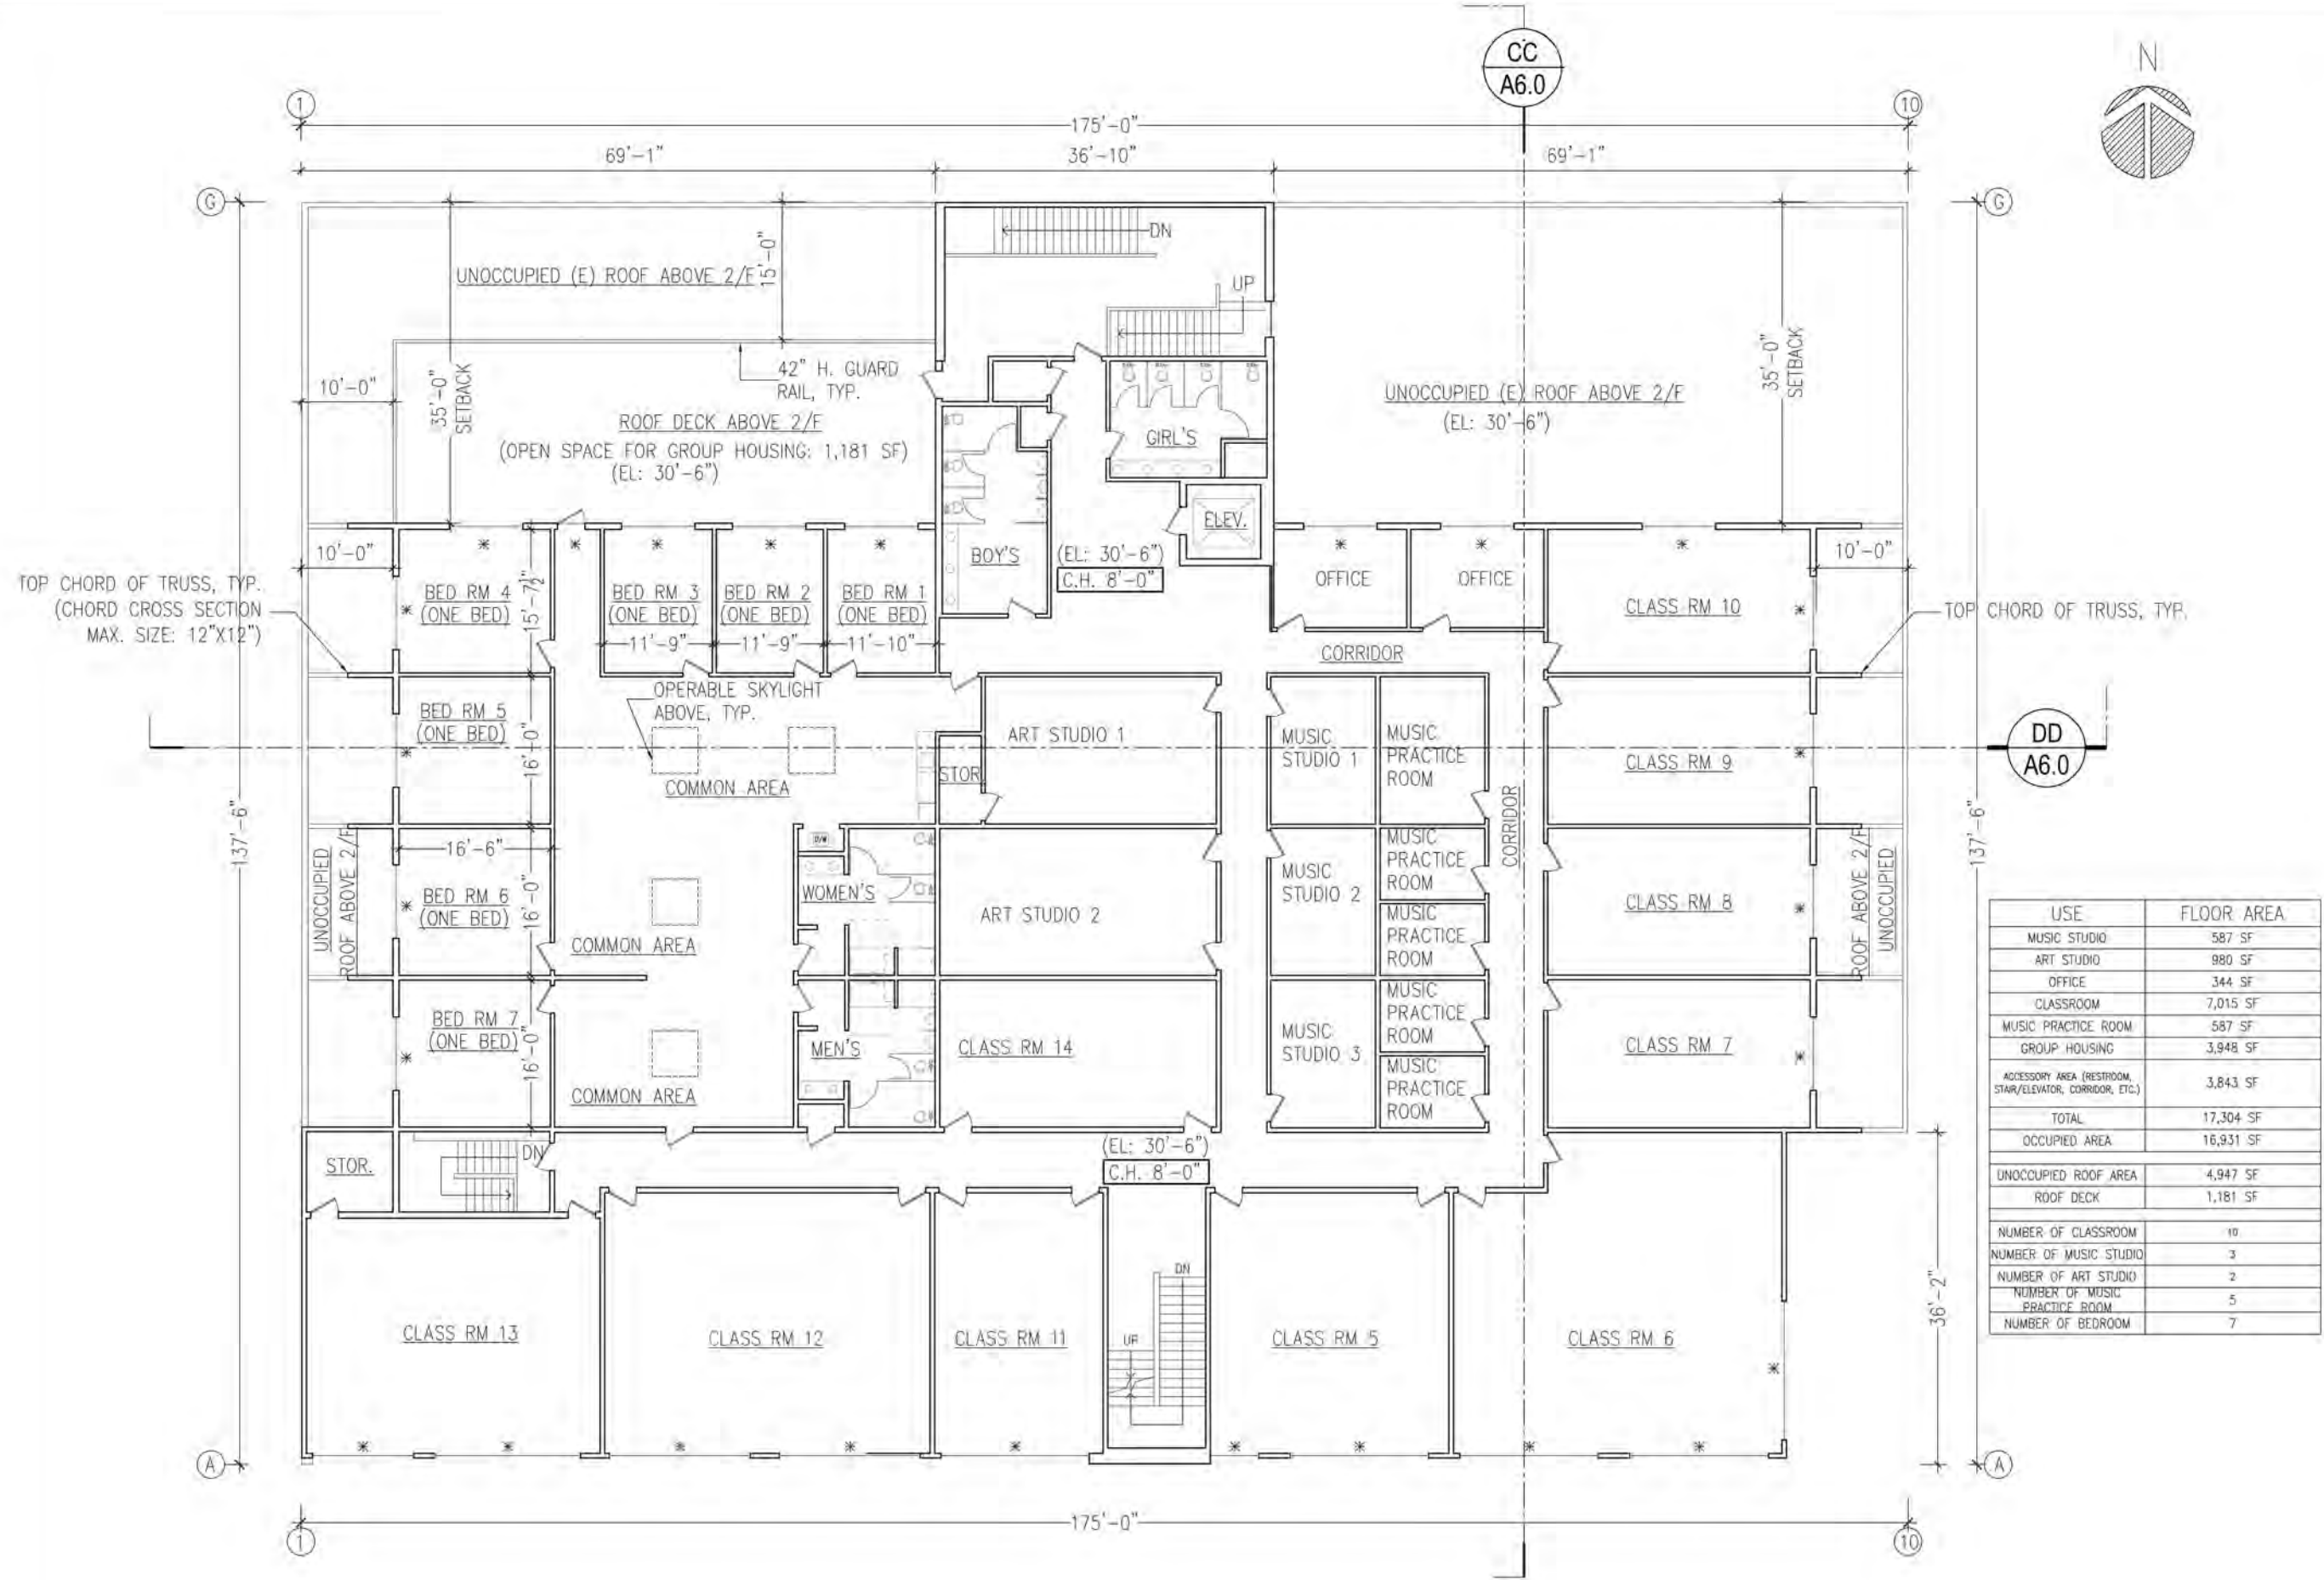 CC
A6.0
N
1
10
175'-0"
69'-1"
36'-10"
69'-1"
G
G
DN
UNOCCUPIED (E) ROOF ABOVE 2/F
15'-0"
UP
35'-0"
SETBACK
35'-0"
SETBACK
42" H. GUARD
RAIL, TYP.
10'-0"
UNOCCUPIED (E) ROOF ABOVE 2/F
(EL: 30'-6")
ROOF DECK ABOVE 2/F
(OPEN SPACE FOR GROUP HOUSING: 1,181 SF)
(EL: 30'-6")
GIRL'S
ELEV.
10'-0"
BOY'S
(EL: 30'-6")
C.H. 8'-0"
10'-0"
OFFICE
OFFICE
TOP CHORD OF TRUSS, TYP.
(CHORD CROSS SECTION
MAX. SIZE: 12"X12")
BED RM 4
(ONE BED)
15'-7½"
BED RM 3
(ONE BED)
11'-9"
BED RM 2
(ONE BED)
11'-9"
BED RM 1
(ONE BED)
11'-10"
CLASS RM 10
TOP CHORD OF TRUSS, TYP.
CORRIDOR
OPERABLE SKYLIGHT
ABOVE, TYP.
BED RM 5
(ONE BED)
16'-0"
ART STUDIO 1
MUSIC
STUDIO 1
MUSIC
PRACTICE
ROOM
CLASS RM 9
DD
A6.0
STOR.
COMMON AREA
CORRIDOR
137'-6"
137'-6"
16'-6"
UNOCCUPIED
ROOF ABOVE 2/F
BED RM 6
(ONE BED)
16'-0"
DW
WOMEN'S
ART STUDIO 2
MUSIC
STUDIO 2
MUSIC
PRACTICE
ROOM
MUSIC
PRACTICE
ROOM
CLASS RM 8
ROOF ABOVE 2/F
UNOCCUPIED
COMMON AREA
BED RM 7
(ONE BED)
16'-0"
MEN'S
CLASS RM 14
MUSIC
STUDIO 3
MUSIC
PRACTICE
ROOM
MUSIC
PRACTICE
ROOM
CLASS RM 7
COMMON AREA
STOR.
DN
(EL: 30'-6")
C.H. 8'-0"
DN
UP
36'-2"
CLASS RM 13
CLASS RM 12
CLASS RM 11
CLASS RM 5
CLASS RM 6
A
A
175'-0"
1
10
USE FLOOR AREA
MUSIC STUDIO 587 SF
ART STUDIO 980 SF
OFFICE 344 SF
CLASSROOM 7,015 SF
MUSIC PRACTICE ROOM 587 SF
GROUP HOUSING 3,948 SF
ACCESSORY AREA (RESTROOM,
STAIR/ELEVATOR, CORRIDOR, ETC.) 3,843 SF
TOTAL 17,304 SF
OCCUPIED AREA 16,931 SF
UNOCCUPIED ROOF AREA 4,947 SF
ROOF DECK 1,181 SF
NUMBER OF CLASSROOM 10
NUMBER OF MUSIC STUDIO 3
NUMBER OF ART STUDIO 2
NUMBER OF MUSIC
PRACTICE ROOM 5
NUMBER OF BEDROOM 7